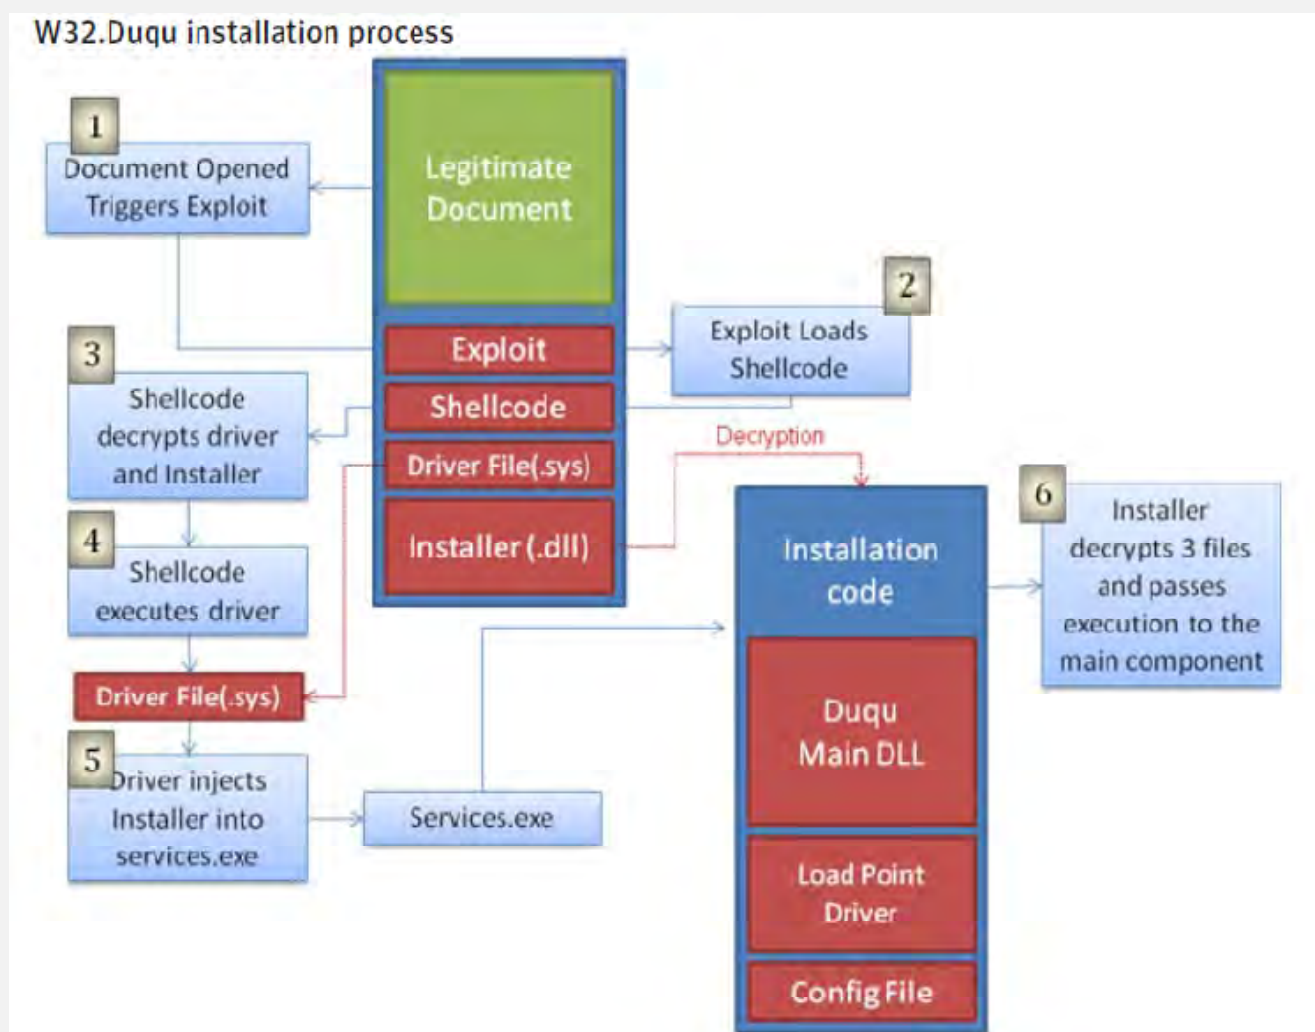 W32.Duqu installation process
1
Document Opened
Triggers Exploit
Legitimate
Document
2
Exploit Loads
Shellcode
Exploit
3
Shellcode
decrypts driver
and Installer
Shellcode
Decryption
Driver File(.sys)
Installer (.dll)
4
Shellcode
executes driver
Driver File(.sys)
5
Driver injects
Installer into
services.exe
Services.exe
Installation
code
6
Installer
decrypts 3 files
and passes
execution to the
main component
Duqu
Main DLL
Load Point
Driver
Config File